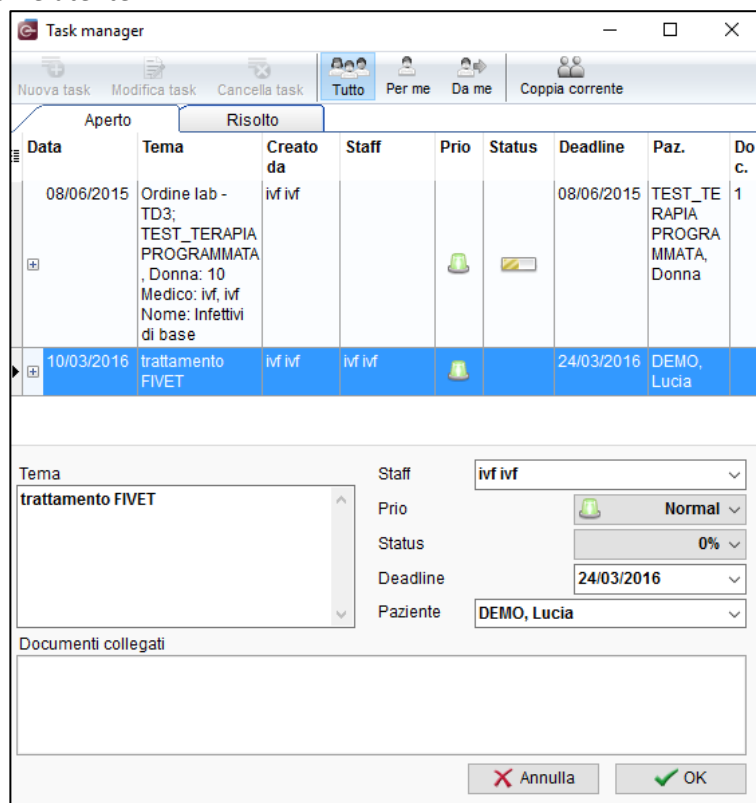 Task manager
Nuova task Modifica task Cancella task Tutto Per me Da me Coppia corrente
Aperto Risolto
Data Tema Creato da Staff Prio Status Deadline Paz. Do c.
08/06/2015 Ordine lab - ivf ivf 08/06/2015 TEST_TE 1
TD3; RAPIA
TEST_TERAPIA PROGRA
PROGRAMMATA MMATA,
, Donna: 10 Donna
Medico: ivf, ivf
Nome: Infettivi
di base
10/03/2016 trattamento ivf ivf ivf ivf 24/03/2016 DEMO,
FIVET Lucia
Tema
trattamento FIVET
Staff ivf ivf
Prio Normal
Status 0%
Deadline 24/03/2016
Paziente DEMO, Lucia
Documenti collegati
Annulla OK